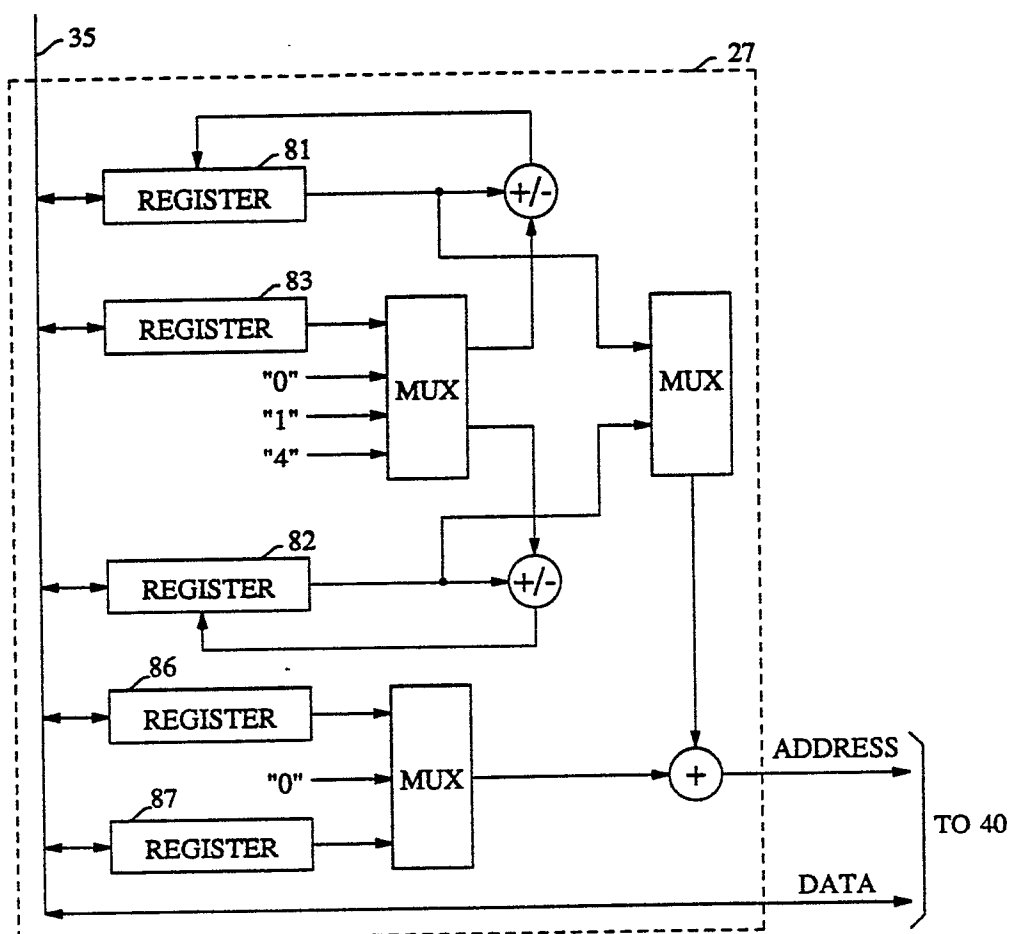 35
27
81
REGISTER
+/-
83
REGISTER
"0"
"1"
"4"
MUX
MUX
82
REGISTER
+/-
86
REGISTER
"0"
MUX
87
REGISTER
+
ADDRESS
TO 40
DATA